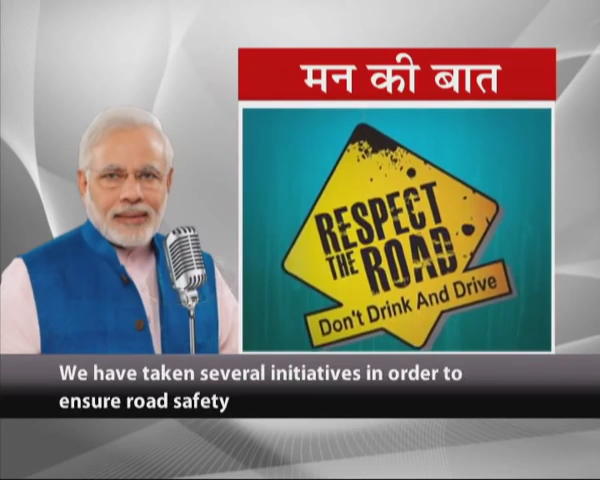 मन की बात
RESPECT
THE ROAD
Don't Drink And Drive
We have taken several initiatives in order to
ensure road safety